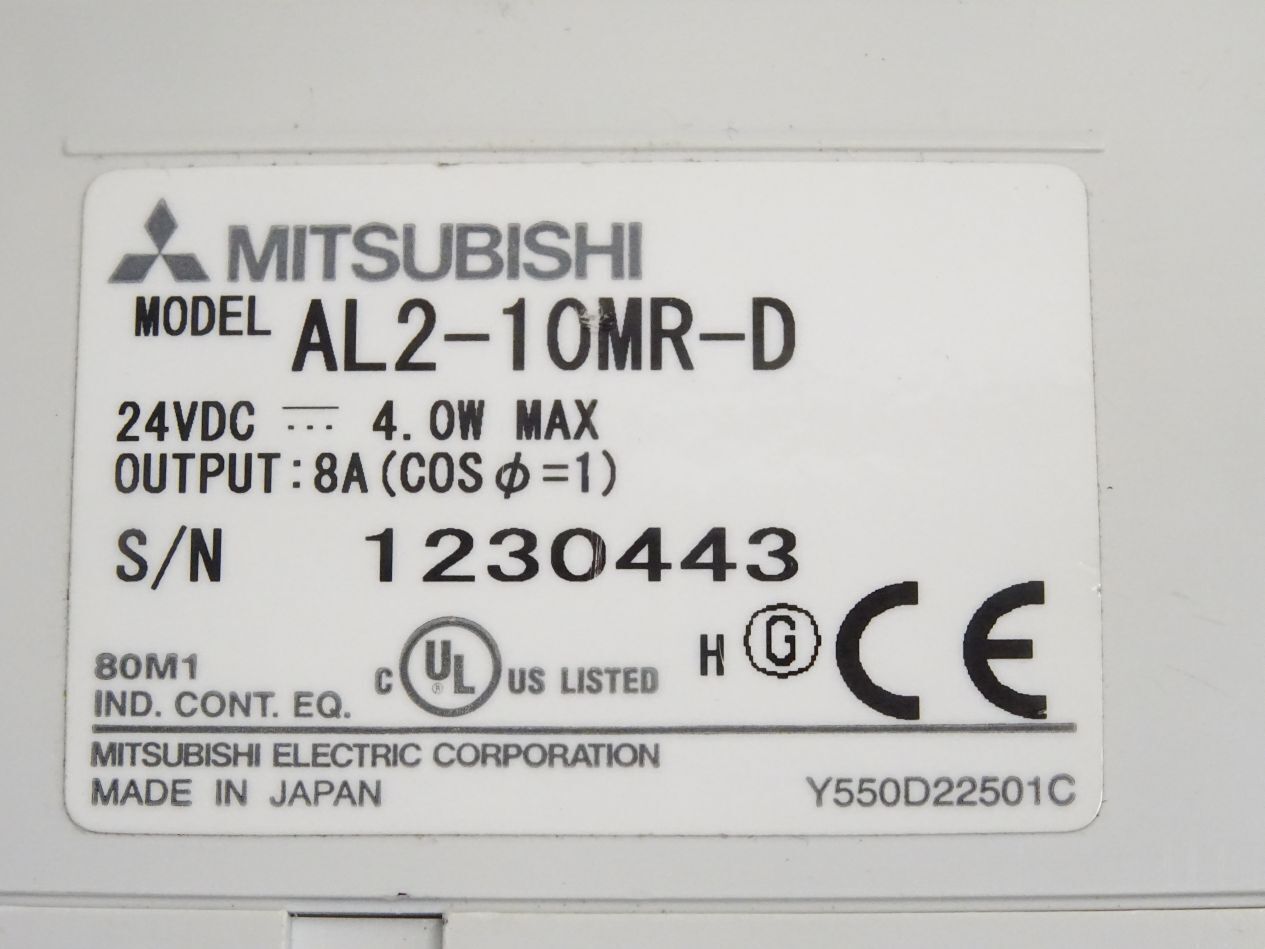 MITSUBISHI
MODEL AL2-10MR-D
24VDC ⎓ 4.0W MAX
OUTPUT:8A(COSφ=1)
S/N 1230443
80M1
IND. CONT. EQ.
C UL® US LISTED
H G CE
MITSUBISHI ELECTRIC CORPORATION
MADE IN JAPAN
Y550D22501C